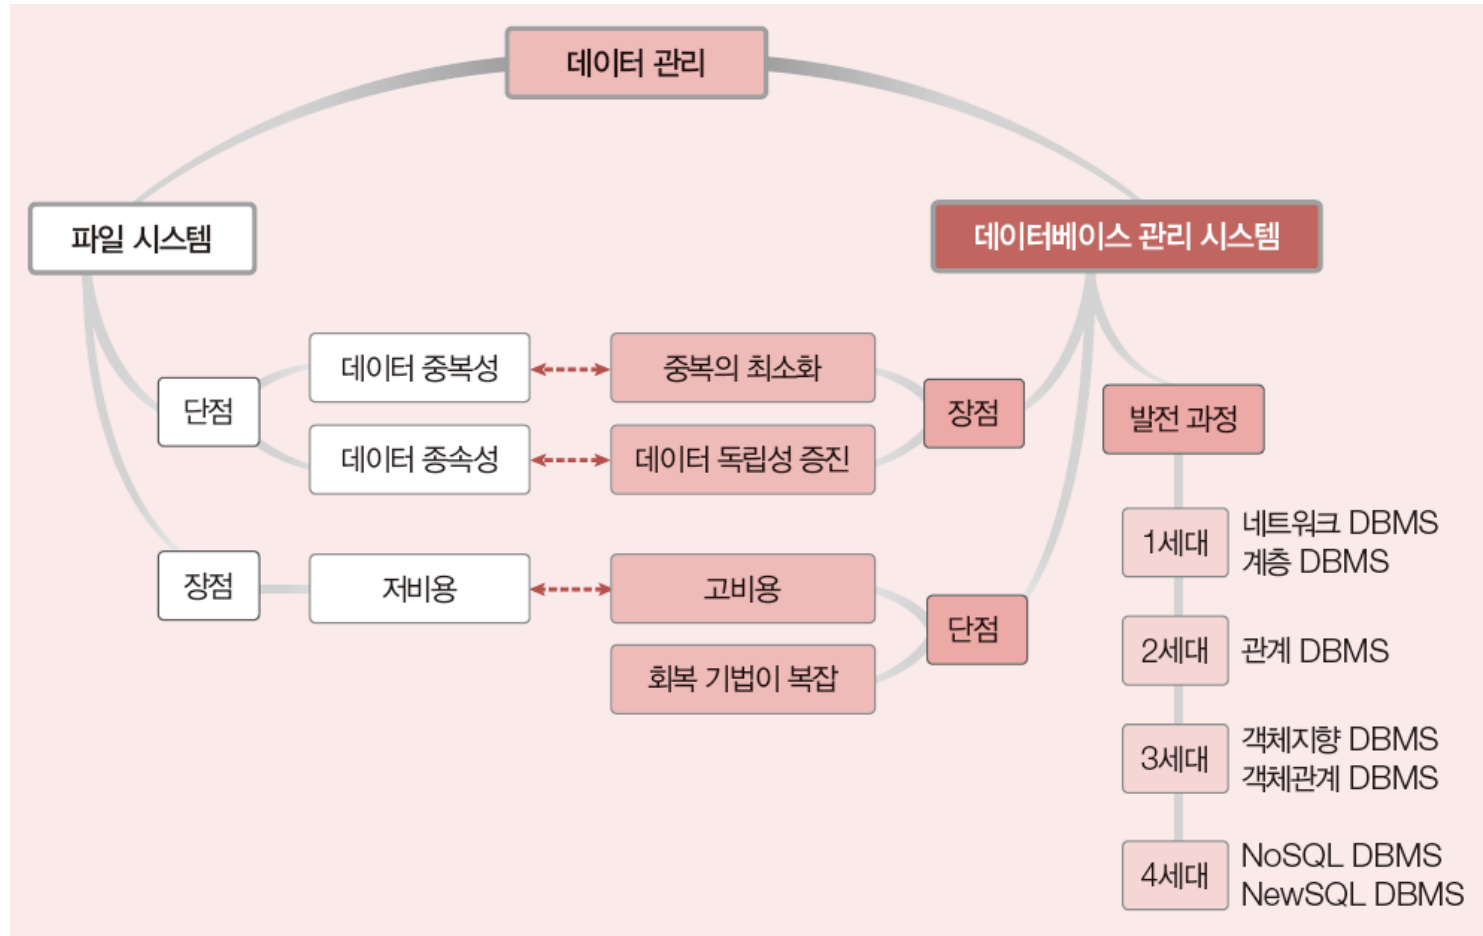 데이터 관리
파일 시스템
데이터베이스 관리 시스템
단점
데이터 중복성
중복의 최소화
장점
데이터 종속성
데이터 독립성 증진
발전 과정
장점
저비용
고비용
단점
회복 기법이 복잡
1세대
네트워크 DBMS
계층 DBMS
2세대
관계 DBMS
3세대
객체지향 DBMS
객체관계 DBMS
4세대
NoSQL DBMS
NewSQL DBMS